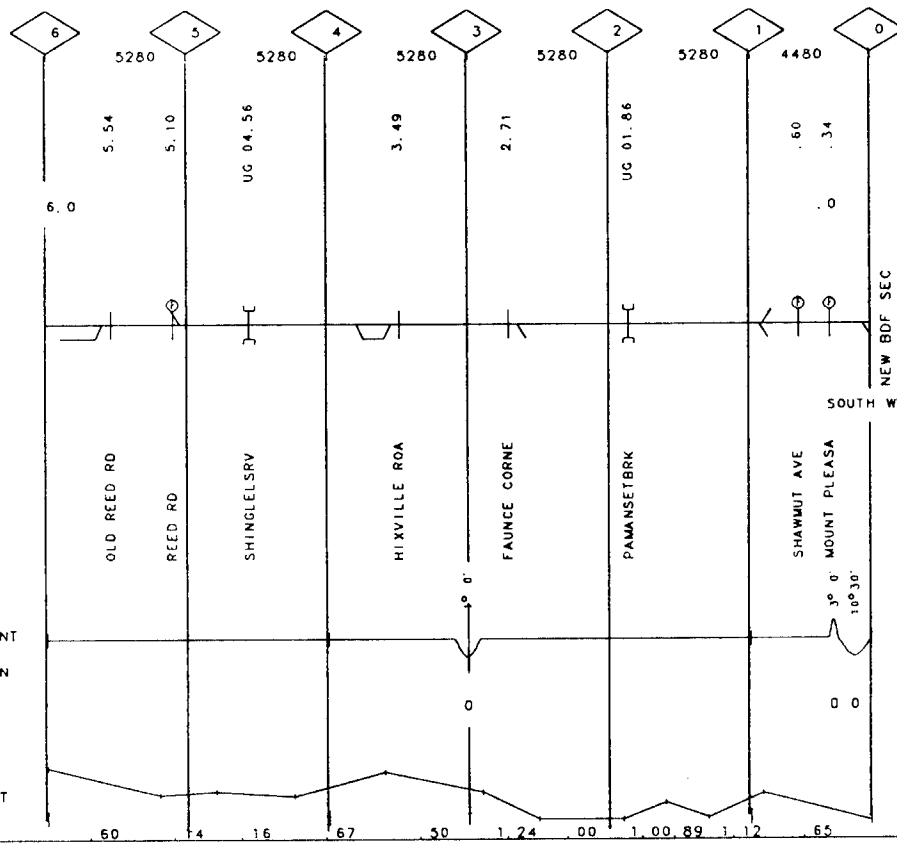 6 5 4 3 2 1 0
5280 5280 5280 5280 5280 4480
5.54 5.10 UG 04.56 3.49 2.71 UG 01.86 .60 .34
6.0 .0
NEW BDF SEC
SOUTH W
OLD REED RD
REED RD
SHINGLELSRV
HIXVILLE ROA
FAUNCE CORNE
PAMANSETBRK
SHAWMUT AVE
MOUNT PLEASA
1° 0' 3° 0' 10°30'
NT
N
0 0 0
T
.60 .16 .67 .50 1.24 .00 1.00 .89 1.12 .65